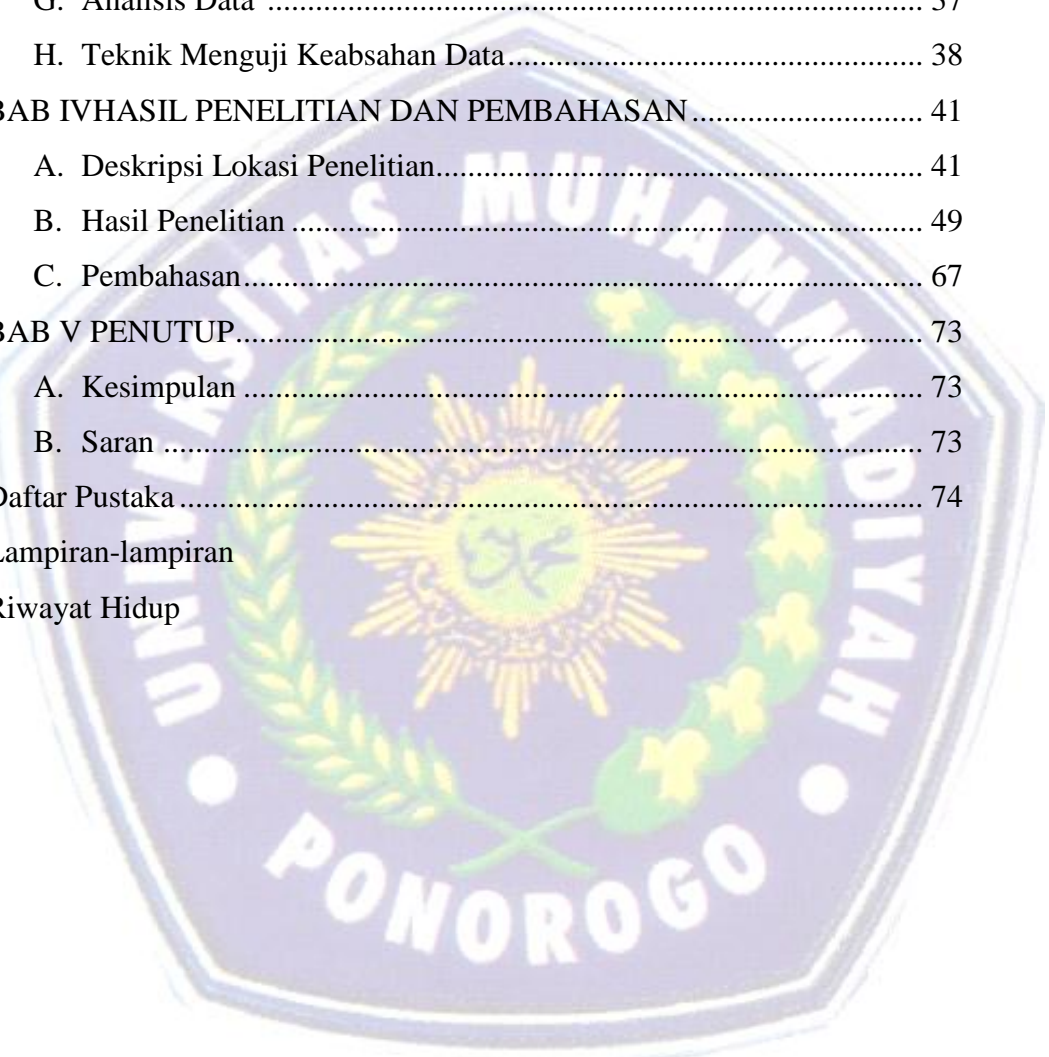 G. Analisis Data ........................................................................ 37
H. Teknik Menguji Keabsahan Data ............................................ 38
BAB IVHASIL PENELITIAN DAN PEMBAHASAN ........................ 41
A. Deskripsi Lokasi Penelitian ..................................................... 41
B. Hasil Penelitian ........................................................................ 49
C. Pembahasan .............................................................................. 67
BAB V PENUTUP .............................................................................. 73
A. Kesimpulan .............................................................................. 73
B. Saran ........................................................................................ 73
Daftar Pustaka .................................................................................... 74
Lampiran-lampiran
Riwayat Hidup
UNIVERSITAS MUHAMMADIYAH
PONOROGO